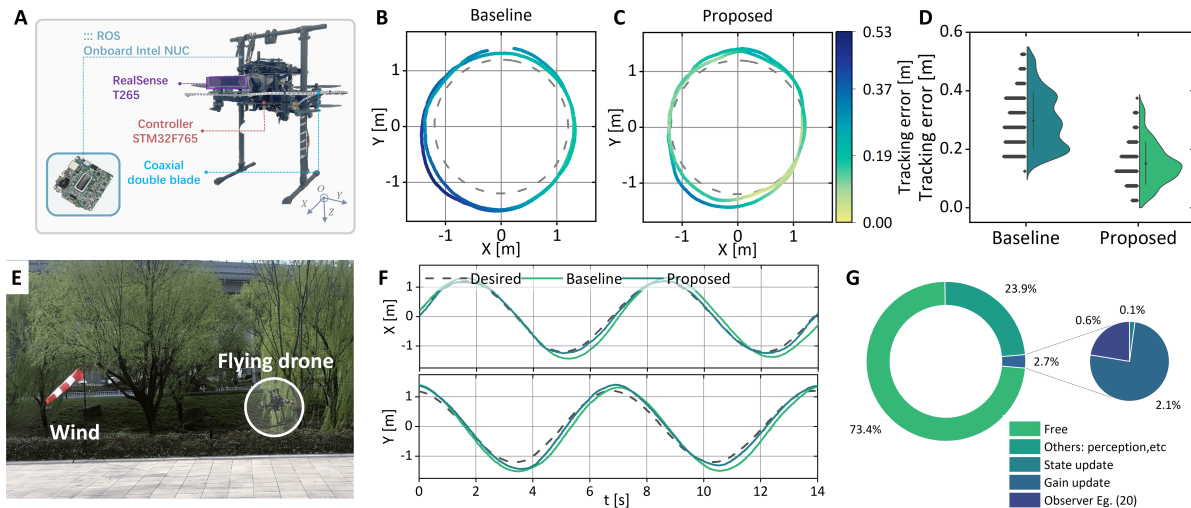 A
::: ROS
Onboard Intel NUC
RealSense
T265
Controller
STM32F765
Coaxial
double blade
O
Y
X
Z
B
Baseline
Y [m]
1
0
-1
-1
0
1
X [m]
C
Proposed
Y [m]
1
0
-1
-1
0
1
X [m]
0.53
0.37
0.19
0.00
Tracking error [m]
D
Tracking error [m]
0.6
0.4
0.2
0.0
Baseline
Proposed
E
Flying drone
Wind
F
Desired
Baseline
Proposed
X [m]
1
0
-1
Y [m]
1
0
-1
0
2
4
6
8
10
12
14
t [s]
G
23.9%
2.7%
73.4%
0.1%
0.6%
2.1%
Free
Others: perception,etc
State update
Gain update
Observer Eg. (20)